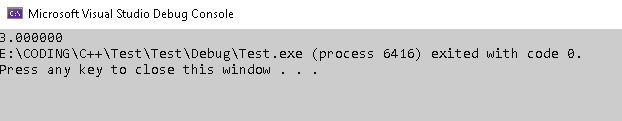 Microsoft Visual Studio Debug Console
3.000000
E:\CODING\C++\Test\Test\Debug\Test.exe (process 6416) exited with code 0.
Press any key to close this window . . .